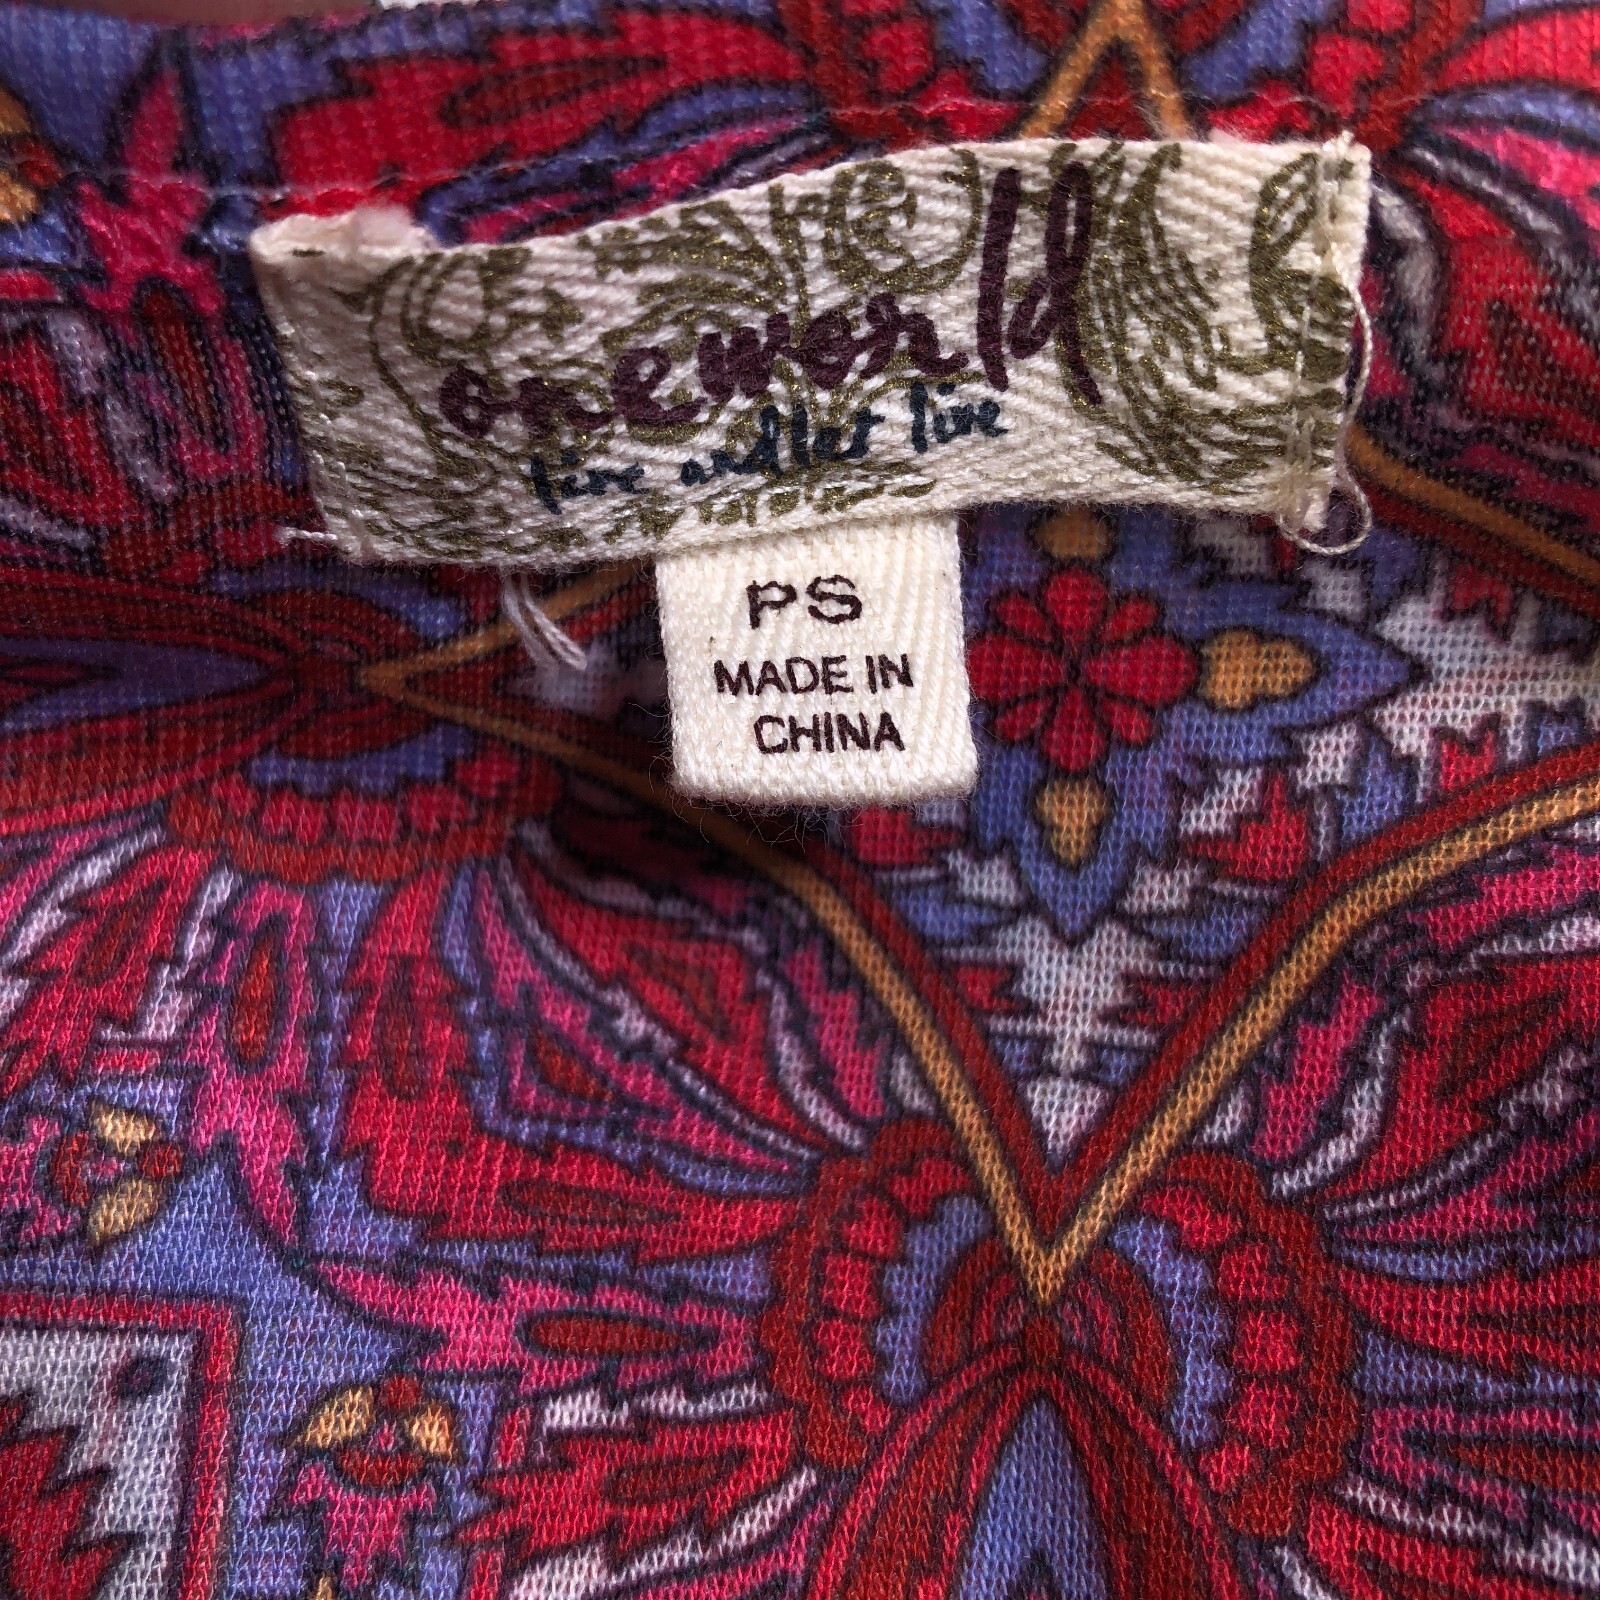 oneworld
live and let live
PS
MADE IN
CHINA